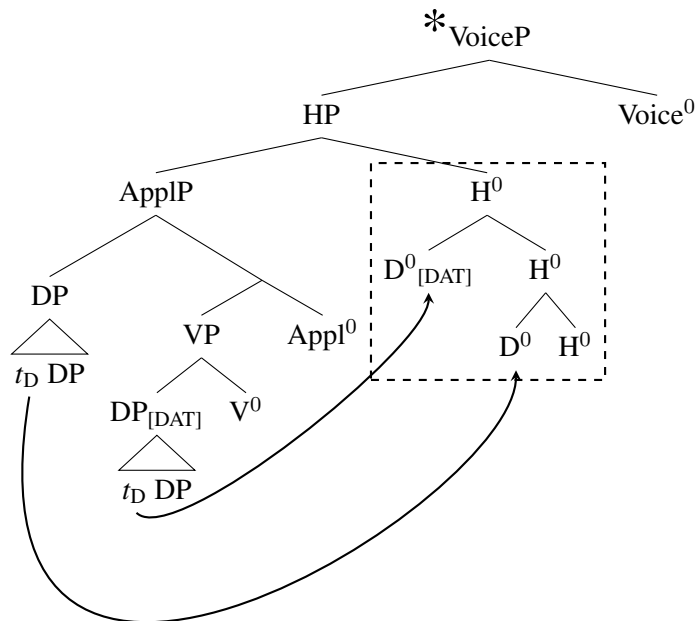 *VoiceP
HP Voice⁰
ApplP H⁰
DP D⁰[DAT] H⁰
VP Appl⁰
t_D DP D⁰ H⁰
DP[DAT] V⁰
t_D DP